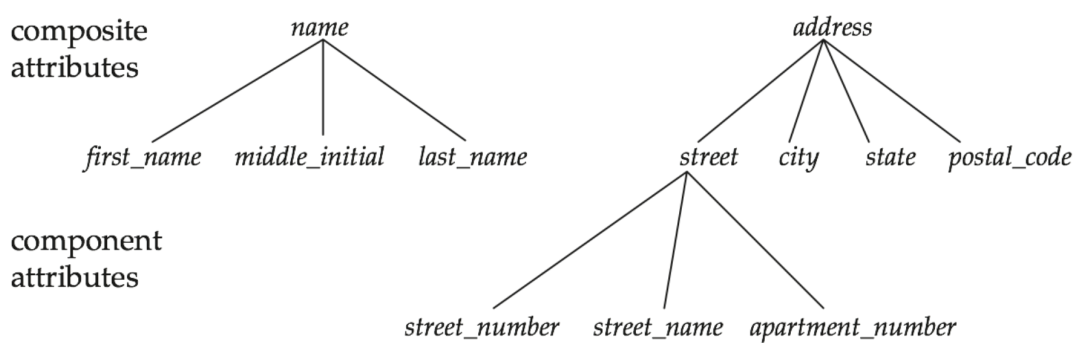 composite
attributes
name
address
first_name middle_initial last_name
street city state postal_code
component
attributes
street_number street_name apartment_number